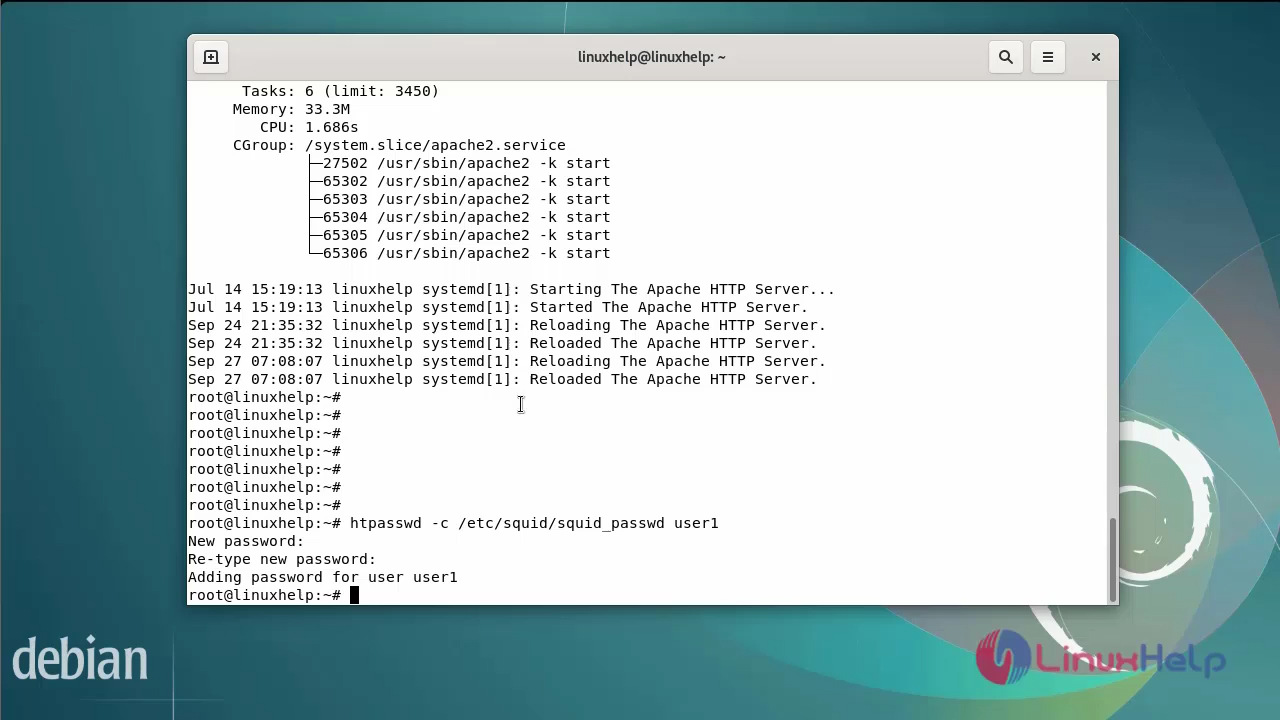 linuxhelp@linuxhelp: ~
Tasks: 6 (limit: 3450)
Memory: 33.3M
CPU: 1.686s
CGroup: /system.slice/apache2.service
├─27502 /usr/sbin/apache2 -k start
├─65302 /usr/sbin/apache2 -k start
├─65303 /usr/sbin/apache2 -k start
├─65304 /usr/sbin/apache2 -k start
├─65305 /usr/sbin/apache2 -k start
└─65306 /usr/sbin/apache2 -k start
Jul 14 15:19:13 linuxhelp systemd[1]: Starting The Apache HTTP Server...
Jul 14 15:19:13 linuxhelp systemd[1]: Started The Apache HTTP Server.
Sep 24 21:35:32 linuxhelp systemd[1]: Reloading The Apache HTTP Server.
Sep 24 21:35:32 linuxhelp systemd[1]: Reloaded The Apache HTTP Server.
Sep 27 07:08:07 linuxhelp systemd[1]: Reloading The Apache HTTP Server.
Sep 27 07:08:07 linuxhelp systemd[1]: Reloaded The Apache HTTP Server.
root@linuxhelp:~#
root@linuxhelp:~#
root@linuxhelp:~#
root@linuxhelp:~#
root@linuxhelp:~#
root@linuxhelp:~#
root@linuxhelp:~#
root@linuxhelp:~# htpasswd -c /etc/squid/squid_passwd user1
New password:
Re-type new password:
Adding password for user user1
root@linuxhelp:~#
debian
LinuxHelp